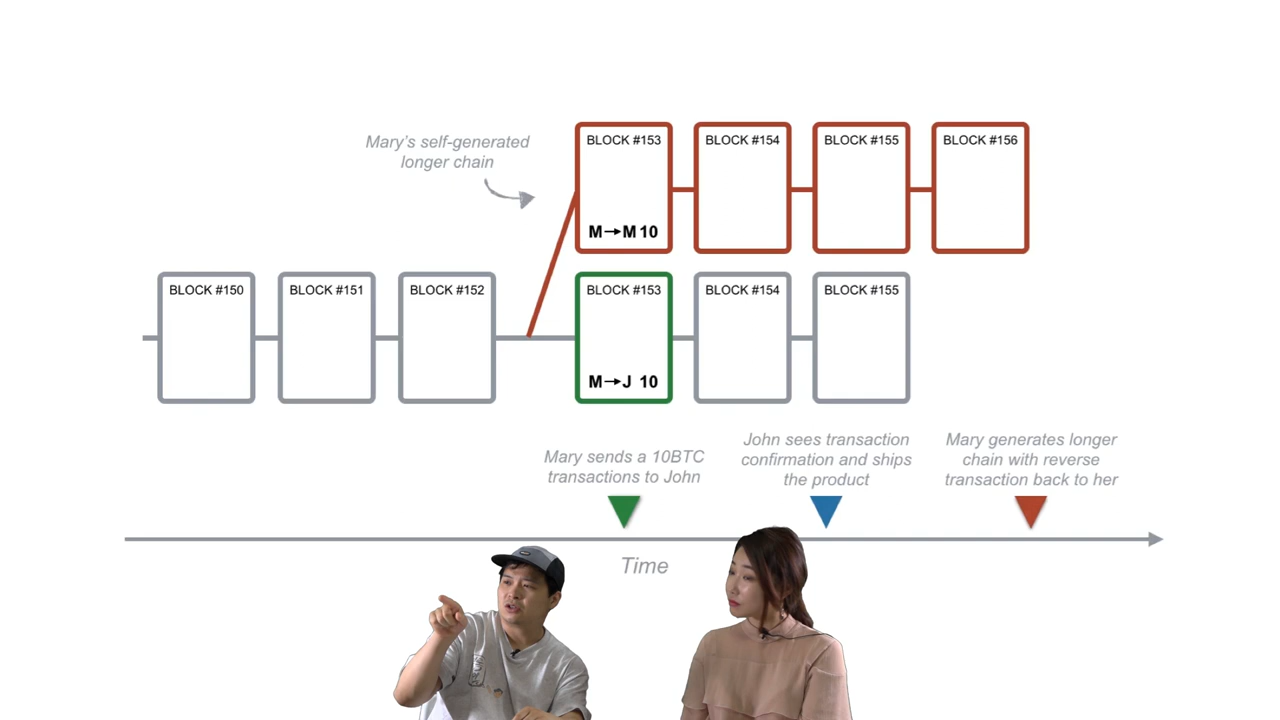 Mary's self-generated
longer chain
BLOCK #153
BLOCK #154
BLOCK #155
BLOCK #156
M→M 10
BLOCK #150
BLOCK #151
BLOCK #152
BLOCK #153
BLOCK #154
BLOCK #155
M→J 10
Mary sends a 10BTC
transactions to John
John sees transaction
confirmation and ships
the product
Mary generates longer
chain with reverse
transaction back to her
Time